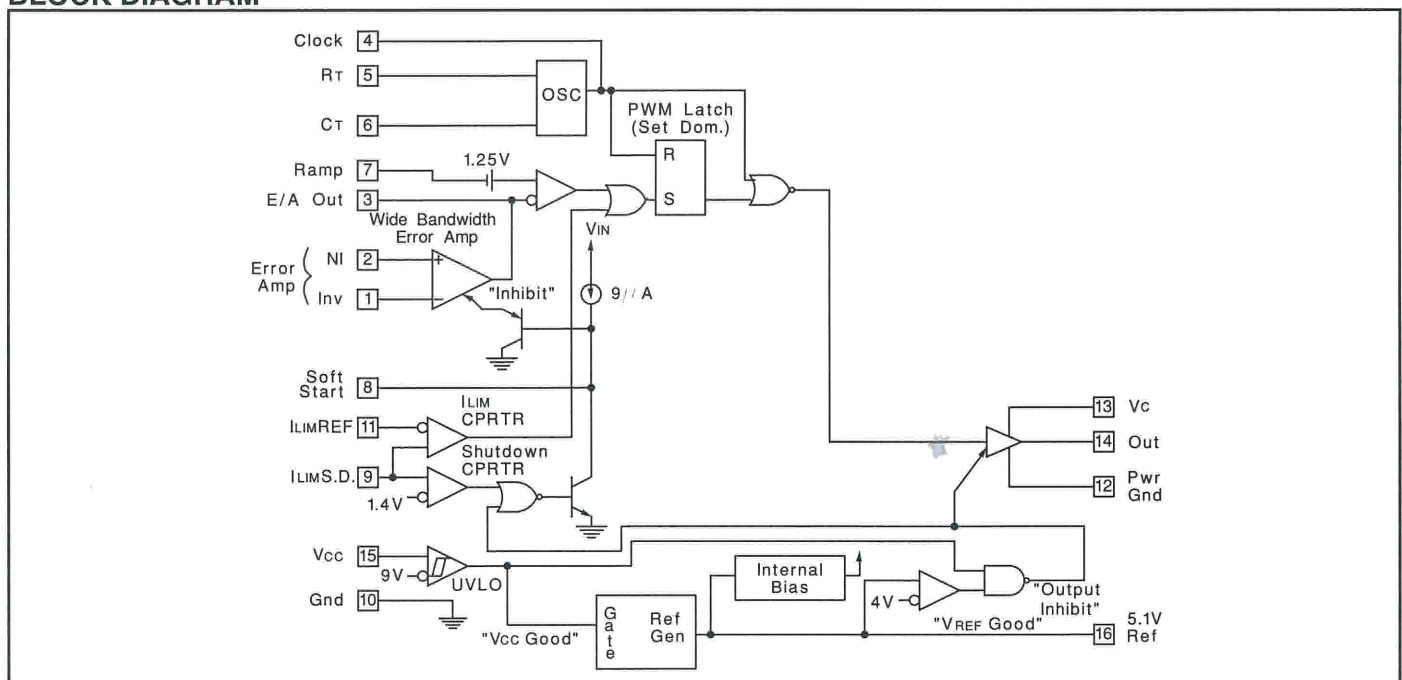 BLOCK DIAGRAM
Clock 4
RT 5
OSC
CT 6
PWM Latch
(Set Dom.)
R
S
Ramp 7
1.25V
E/A Out 3
Wide Bandwidth
Error Amp
VIN
Error
Amp
NI 2
+
Inv 1
−
"Inhibit"
9// A
Soft
Start 8
ILIM
CPRTR
ILIMREF 11
Shutdown
CPRTR
ILIMS.D. 9
1.4V
13 Vc
14 Out
12 Pwr
Gnd
Vcc 15
9V
UVLO
Gnd 10
"Vcc Good"
Gate
Ref
Gen
Internal
Bias
4V
"VREF Good"
"Output
Inhibit"
16 5.1V
Ref